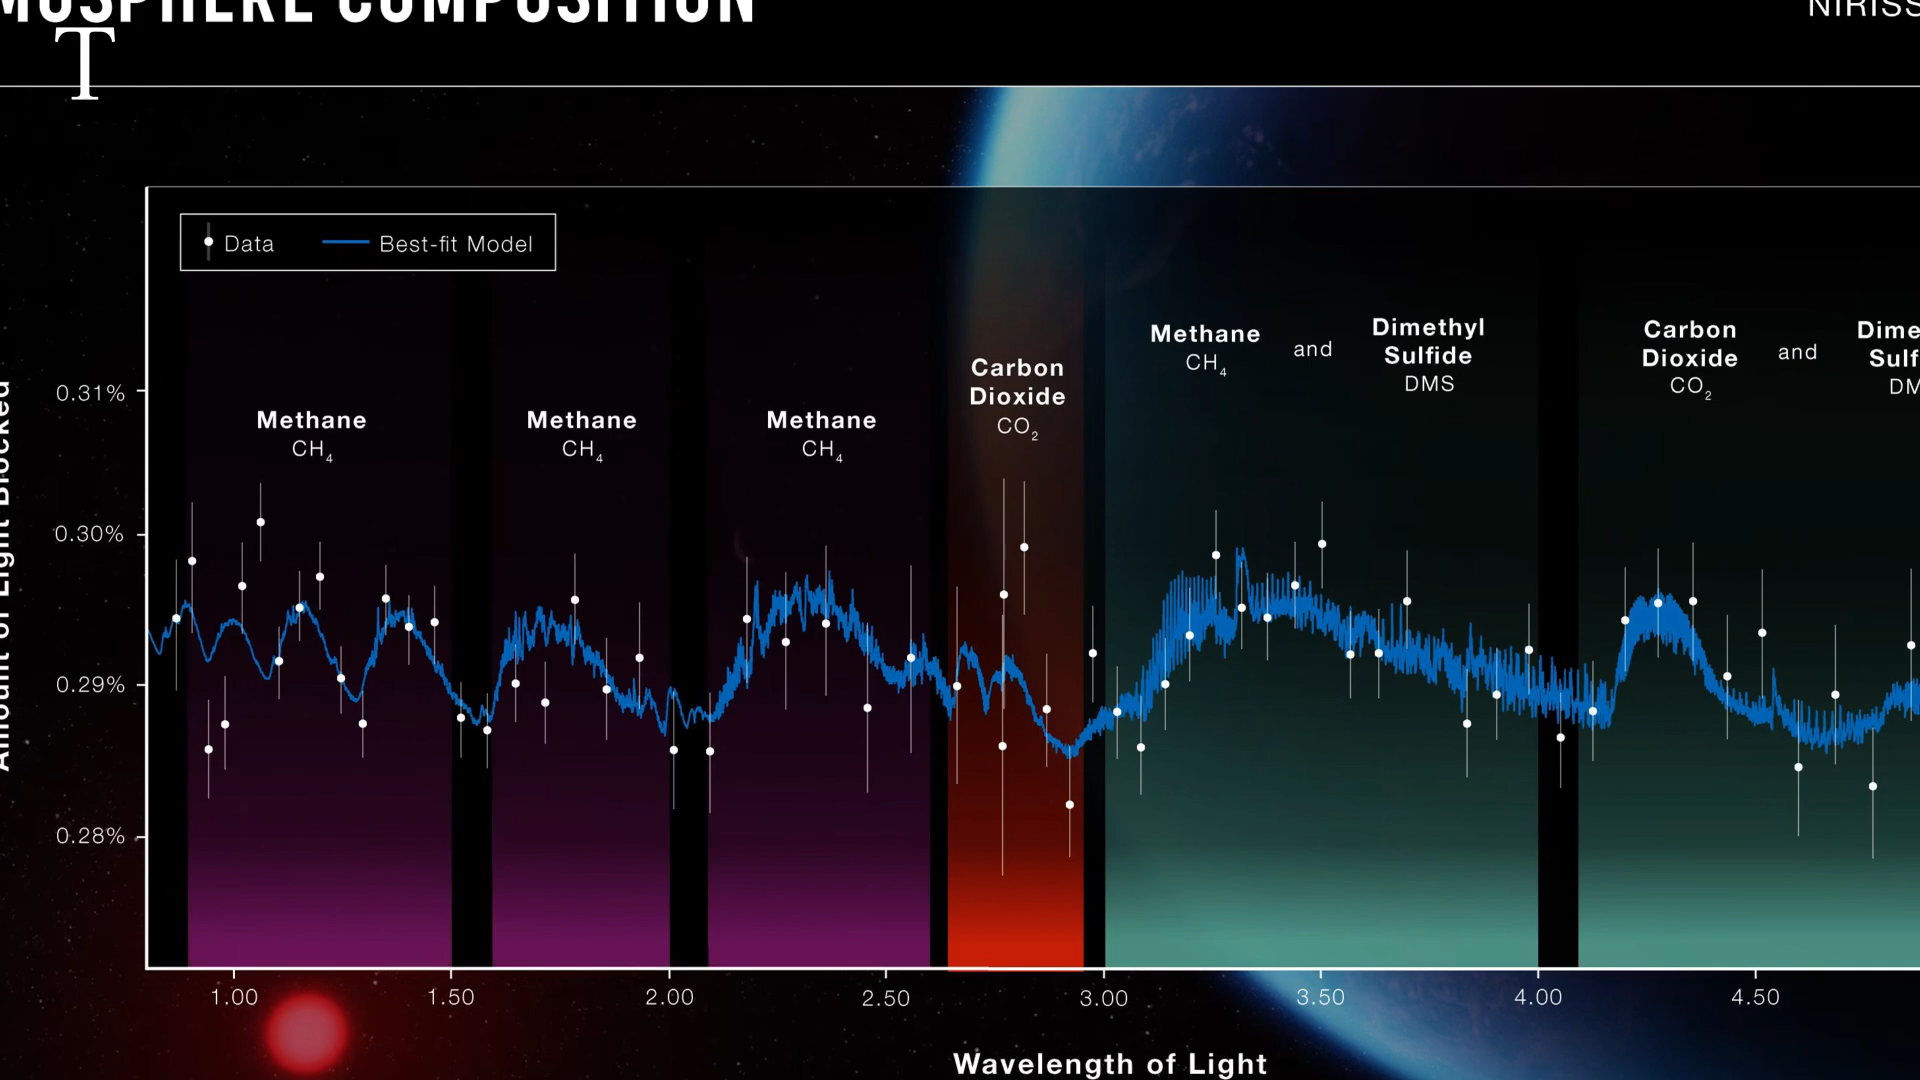 MOSPHERE COMPOSITION
NIRISS
T
Data
Best-fit Model
Amount of Light Blocked
0.31%
0.30%
0.29%
0.28%
Methane
CH₄
Methane
CH₄
Methane
CH₄
Carbon
Dioxide
CO₂
Methane
CH₄
and
Dimethyl
Sulfide
DMS
Carbon
Dioxide
CO₂
and
Dime
Sulf
DM
1.00
1.50
2.00
2.50
3.00
3.50
4.00
4.50
Wavelength of Light